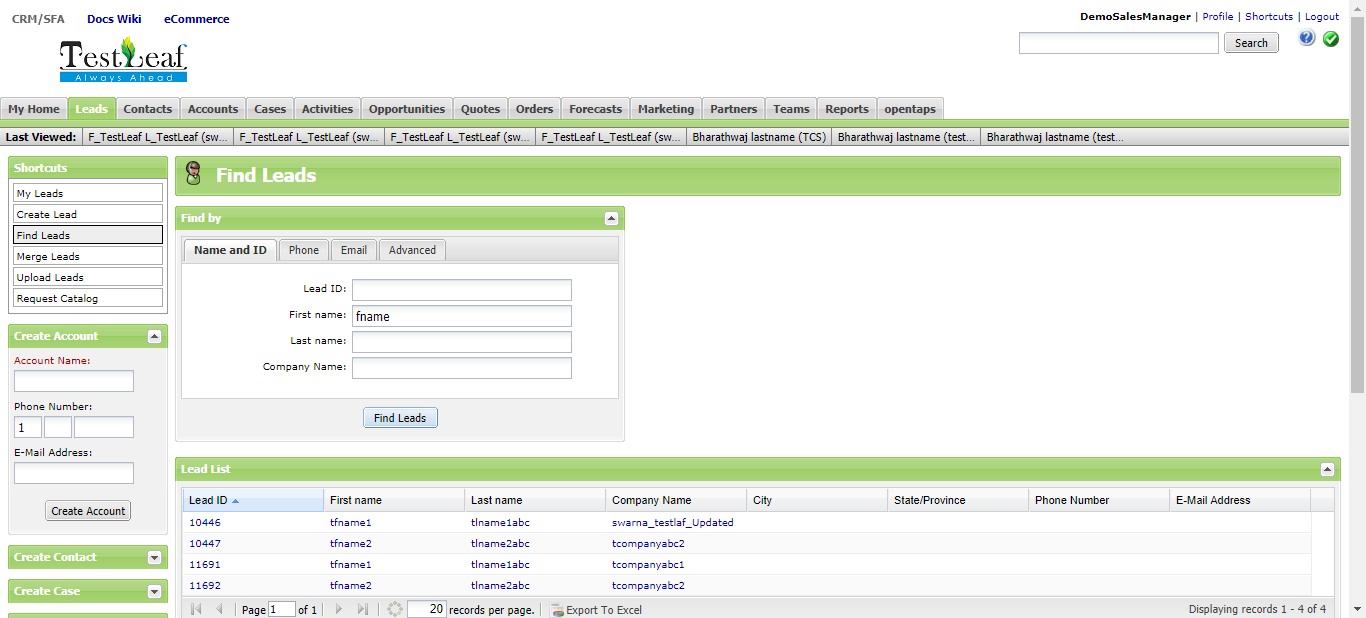 CRM/SFA Docs Wiki eCommerce
DemoSalesManager | Profile | Shortcuts | Logout
TestLeaf
Always Ahead
Search
My Home Leads Contacts Accounts Cases Activities Opportunities Quotes Orders Forecasts Marketing Partners Teams Reports opentaps
Last Viewed: F_TestLeaf L_TestLeaf (sw... F_TestLeaf L_TestLeaf (sw... F_TestLeaf L_TestLeaf (sw... F_TestLeaf L_TestLeaf (sw... Bharathwaj lastname (TCS) Bharathwaj lastname (test... Bharathwaj lastname (test...
Shortcuts
My Leads
Create Lead
Find Leads
Merge Leads
Upload Leads
Request Catalog
Create Account
Account Name:
Phone Number:
1
E-Mail Address:
Create Account
Create Contact
Create Case
Find Leads
Find by
Name and ID Phone Email Advanced
Lead ID:
First name: fname
Last name:
Company Name:
Find Leads
Lead List
Lead ID First name Last name Company Name City State/Province Phone Number E-Mail Address
10446 tfname1 tlname1abc swarna_testlaf_Updated
10447 tfname2 tlname2abc tcompanyabc2
11691 tfname1 tlname1abc tcompanyabc1
11692 tfname2 tlname2abc tcompanyabc2
Page 1 of 1 20 records per page. Export To Excel Displaying records 1 - 4 of 4